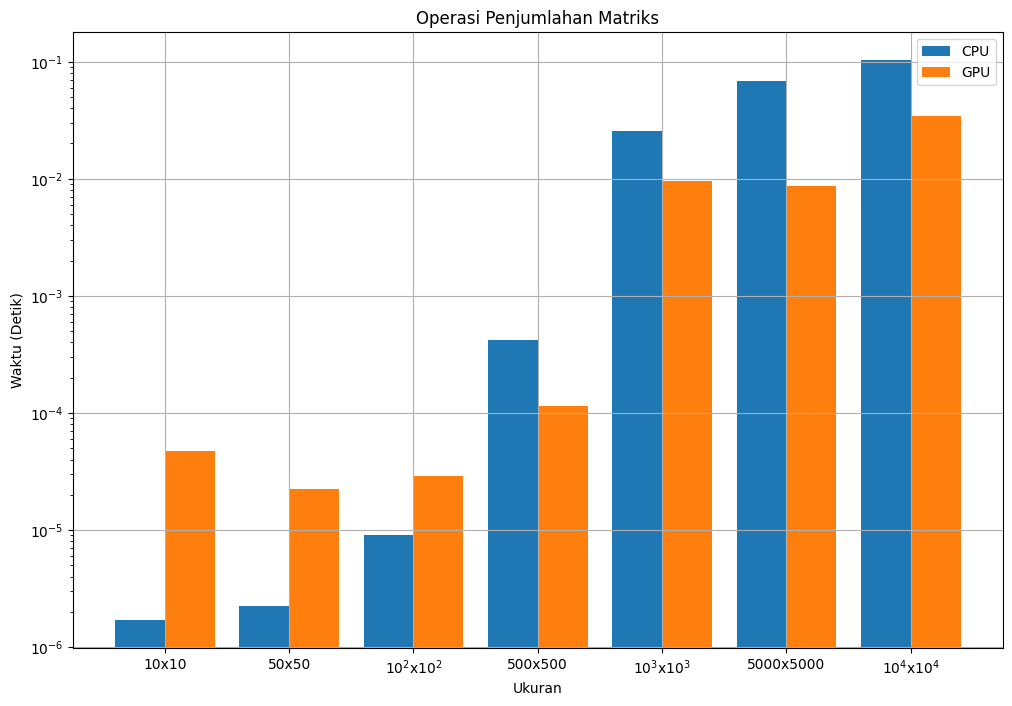 Operasi Penjumlahan Matriks
CPU
GPU
10⁻¹
10⁻²
10⁻³
10⁻⁴
10⁻⁵
10⁻⁶
Waktu (Detik)
10x10 50x50 10²x10² 500x500 10³x10³ 5000x5000 10⁴x10⁴
Ukuran